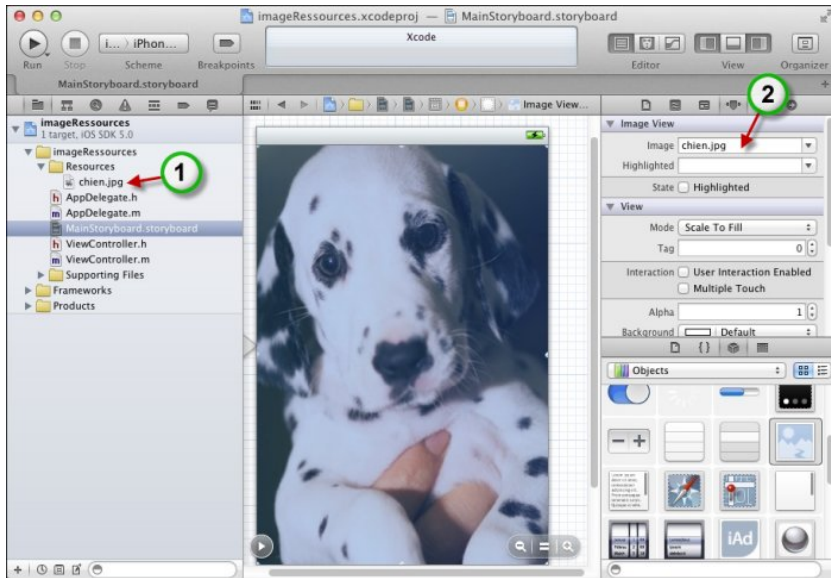 imageRessources.xcodeproj — MainStoryboard.storyboard
Run Stop Scheme Breakpoints
i... iPhon...
Xcode
Editor View Organizer
MainStoryboard.storyboard
Image View...
imageRessources
1 target, iOS SDK 5.0
imageRessources
Resources
chien.jpg
1
h AppDelegate.h
m AppDelegate.m
MainStoryboard.storyboard
h ViewController.h
m ViewController.m
Supporting Files
Frameworks
Products
2
Image View
Image chien.jpg
Highlighted
State Highlighted
View
Mode Scale To Fill
Tag 0
Interaction User Interaction Enabled
Multiple Touch
Alpha 1
Background Default
{}
Objects
iAd